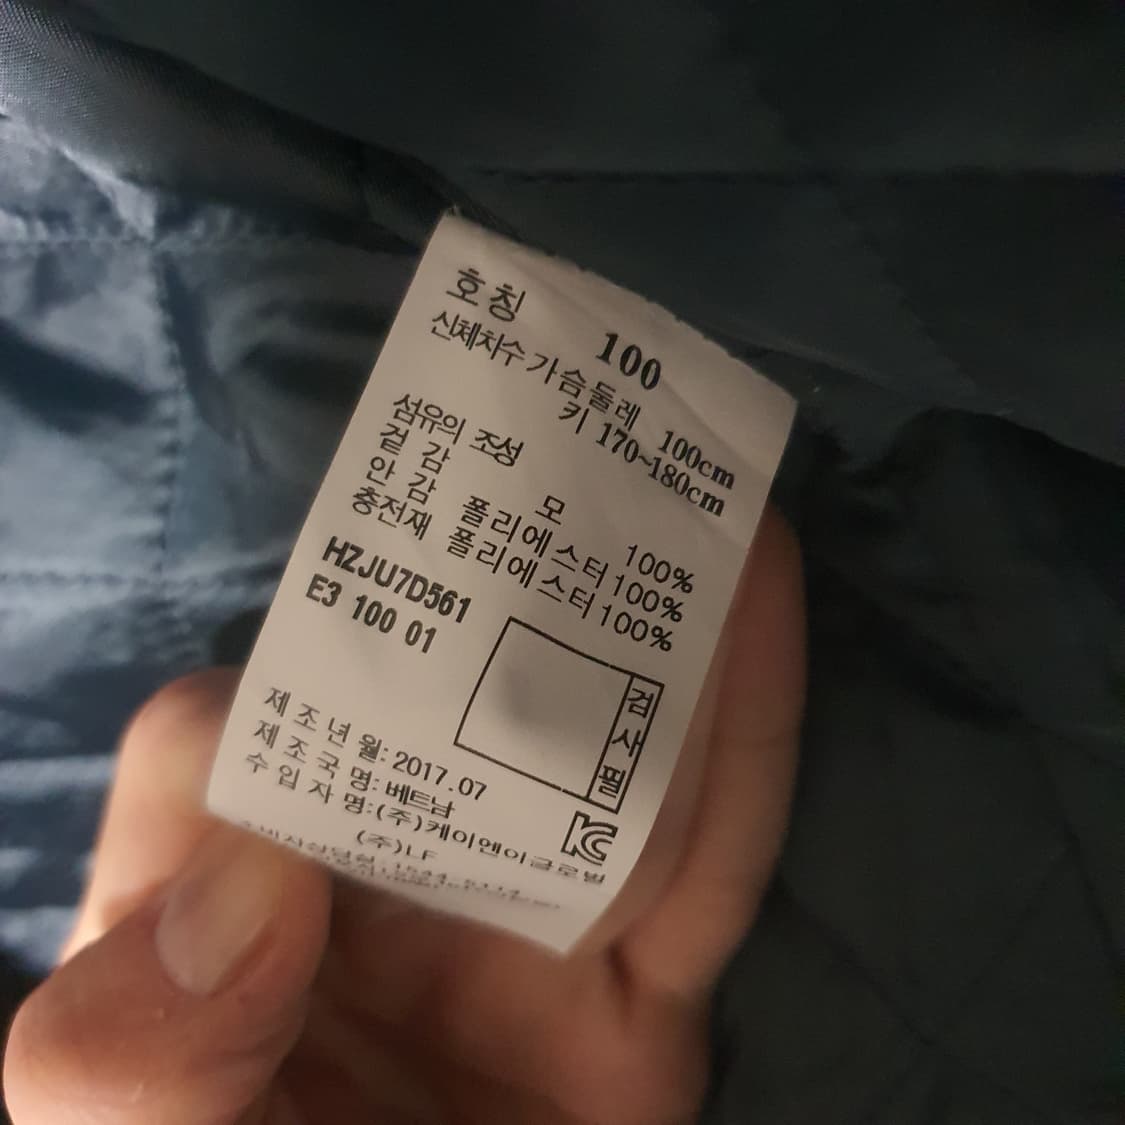 호칭 100
신체치수 가슴둘레 100cm
키 170~180cm
섬유의 조성
겉감 모 100%
안감 폴리에스터 100%
충전재 폴리에스터 100%
HZJU7D561
E3 100 01
검사필
제조년월: 2017.07
제조국명: 베트남
수입자명:(주)케이엔이글로벌
(주)LF